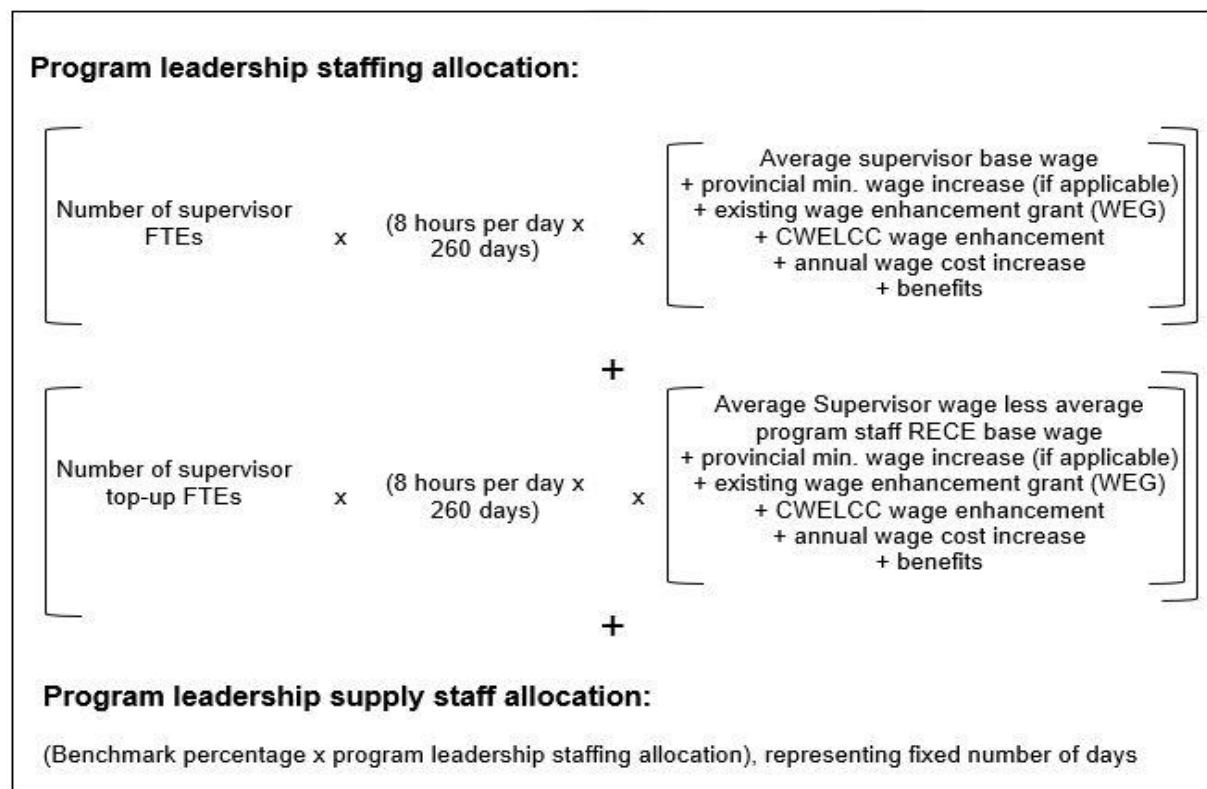 Program leadership staffing allocation:
Number of supervisor
FTEs
x
(8 hours per day x
260 days)
x
Average supervisor base wage
+ provincial min. wage increase (if applicable)
+ existing wage enhancement grant (WEG)
+ CWELCC wage enhancement
+ annual wage cost increase
+ benefits
+
Number of supervisor
top-up FTEs
x
(8 hours per day x
260 days)
x
Average Supervisor wage less average
program staff RECE base wage
+ provincial min. wage increase (if applicable)
+ existing wage enhancement grant (WEG)
+ CWELCC wage enhancement
+ annual wage cost increase
+ benefits
+
Program leadership supply staff allocation:
(Benchmark percentage x program leadership staffing allocation), representing fixed number of days